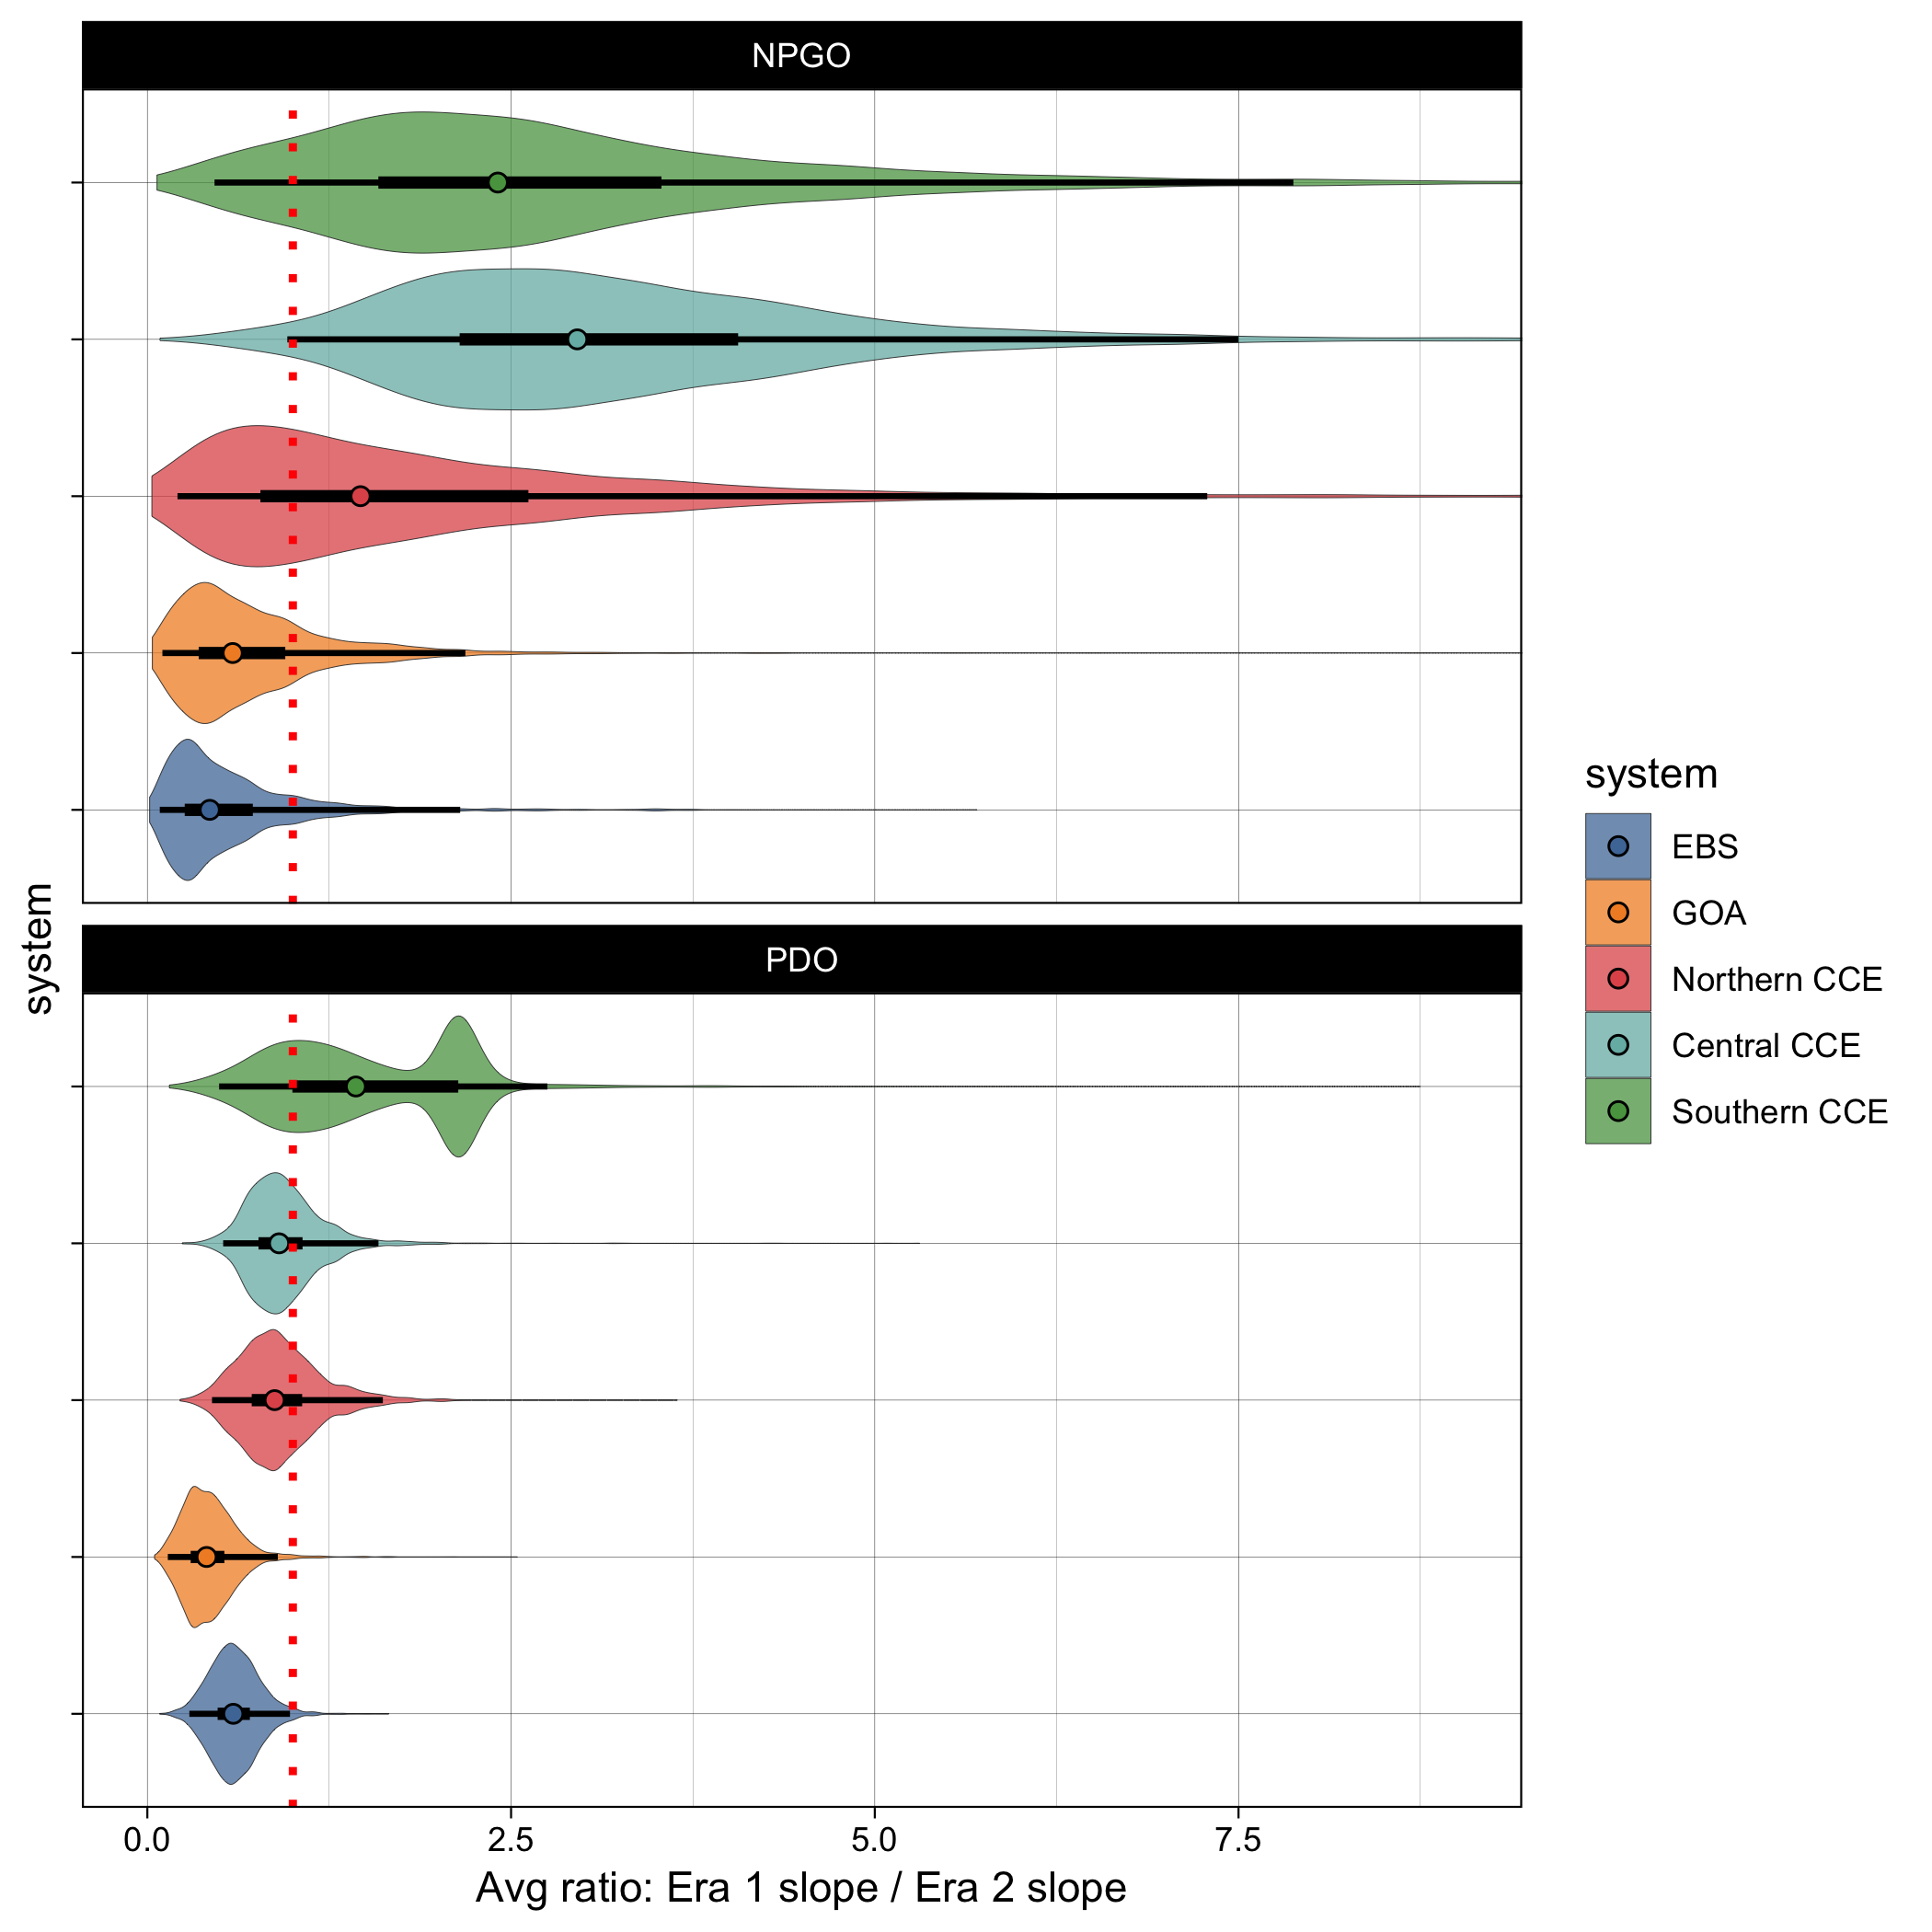 NPGO
system
PDO
0.0
2.5
5.0
7.5
Avg ratio: Era 1 slope / Era 2 slope
system
EBS
GOA
Northern CCE
Central CCE
Southern CCE